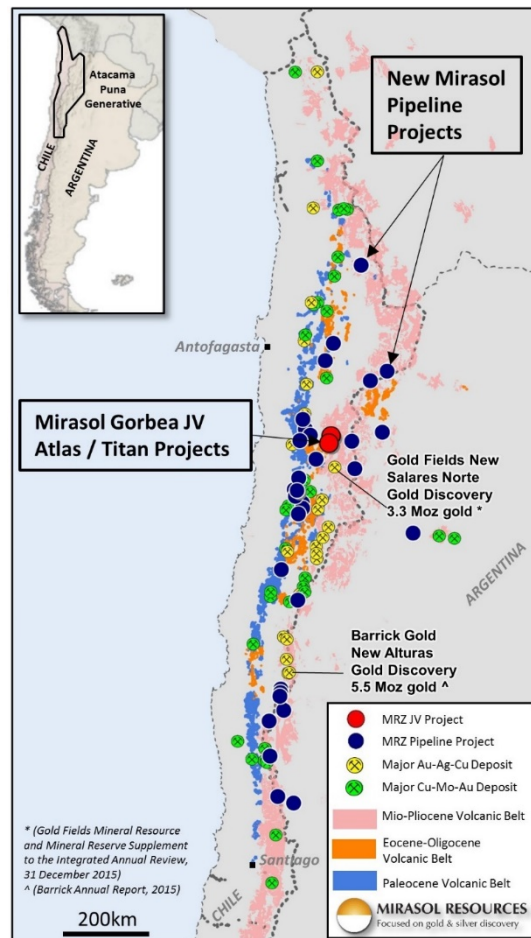 Atacama
Puna
Generative
CHILE
ARGENTINA
New Mirasol
Pipeline
Projects
Antofagasta
Mirasol Gorbea JV
Atlas / Titan Projects
Gold Fields New
Salares Norte
Gold Discovery
3.3 Moz gold *
ARGENTINA
Barrick Gold
New Alturas
Gold Discovery
5.5 Moz gold ^
MRZ JV Project
MRZ Pipeline Project
Major Au-Ag-Cu Deposit
Major Cu-Mo-Au Deposit
Mio-Pliocene Volcanic Belt
Eocene-Oligocene
Volcanic Belt
Paleocene Volcanic Belt
* (Gold Fields Mineral Resource
and Mineral Reserve Supplement
to the Integrated Annual Review,
31 December 2015)
^ (Barrick Annual Report, 2015)
Santiago
CHILE
200km
MIRASOL RESOURCES
Focused on gold & silver discovery